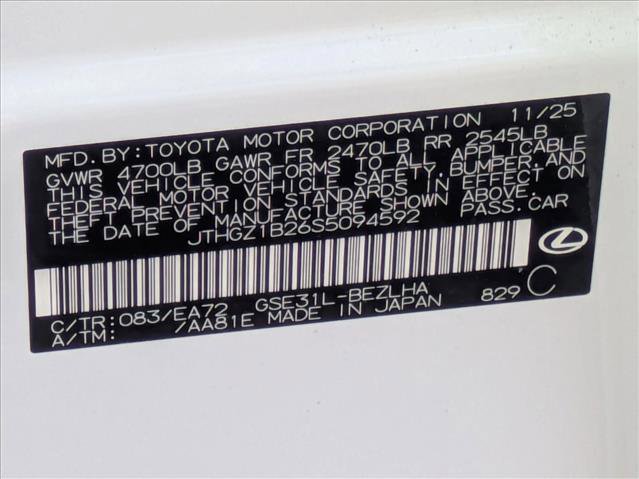 MFD. BY: TOYOTA MOTOR CORPORATION 11/25
GVWR 4700LB GAWR FR 2470LB RR 2545LB
THIS VEHICLE CONFORMS TO ALL APPLICABLE
FEDERAL MOTOR VEHICLE SAFETY, BUMPER, AND
THEFT PREVENTION STANDARDS IN EFFECT ON
THE DATE OF MANUFACTURE SHOWN ABOVE.
JTHGZ1B26S5094592 PASS. CAR
C/TR: 083/EA72 GSE31L-BEZLHA
A/TM: /AA81E MADE IN JAPAN 829 C